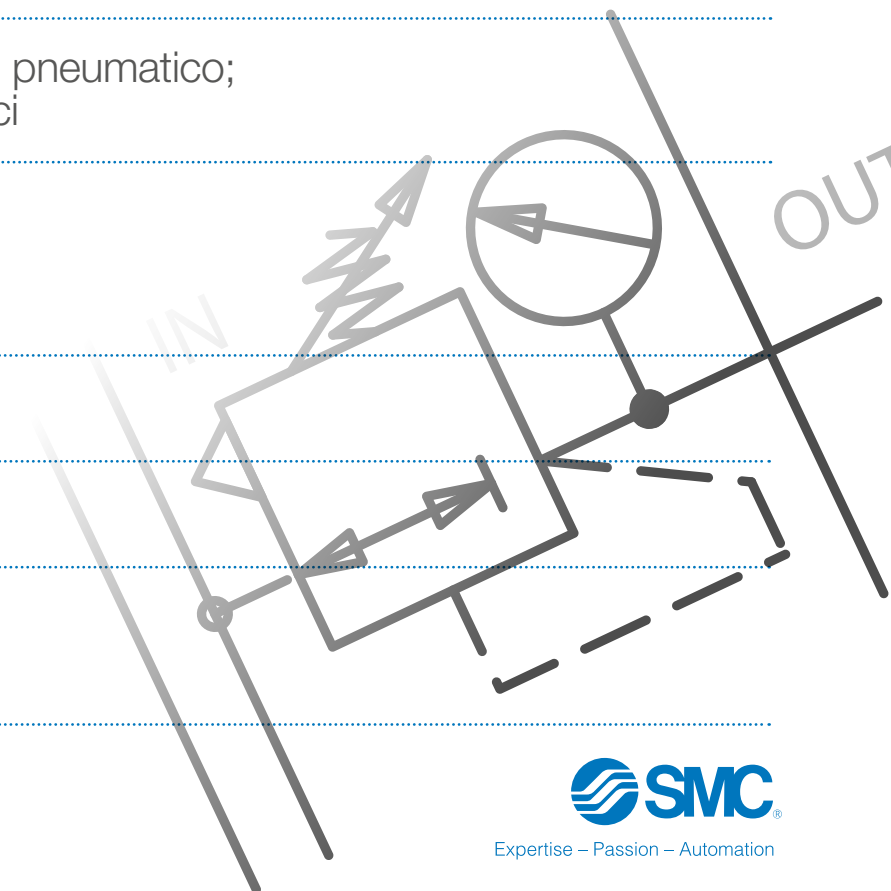 pneumatico;
ci
OUT
IN
SMC®
Expertise – Passion – Automation